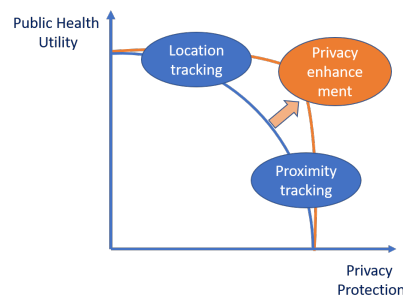 Public Health
Utility
Location
tracking
Privacy
enhance
ment
Proximity
tracking
Privacy
Protection